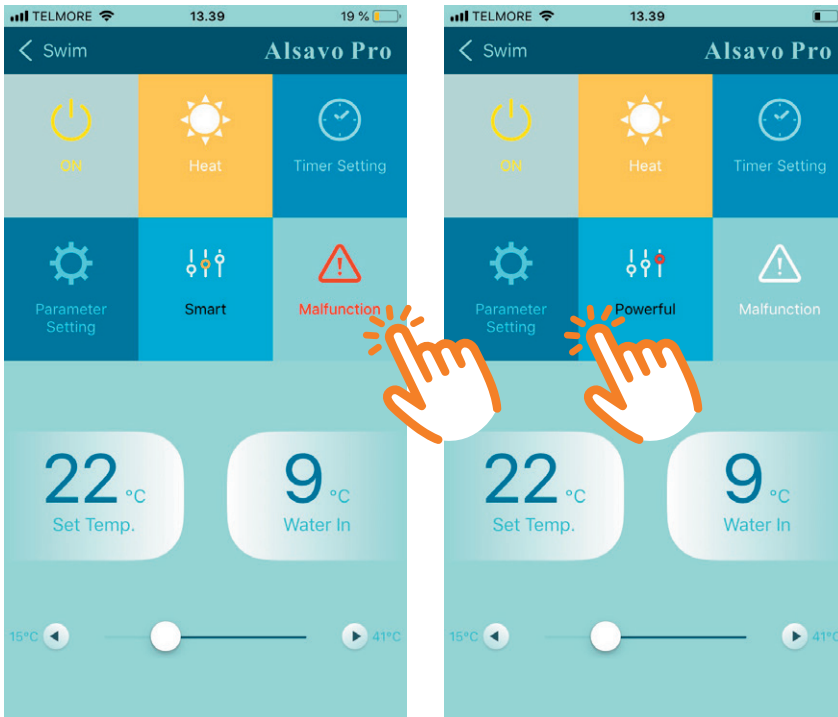 TELMORE 13.39 19 %
Swim Alsavo Pro
ON Heat Timer Setting
Parameter Setting
Smart
Malfunction
22 °C
Set Temp.
9 °C
Water In
15°C 41°C
TELMORE 13.39
Swim Alsavo Pro
ON Heat Timer Setting
Parameter Setting
Powerful
Malfunction
22 °C
Set Temp.
9 °C
Water In
15°C 41°C